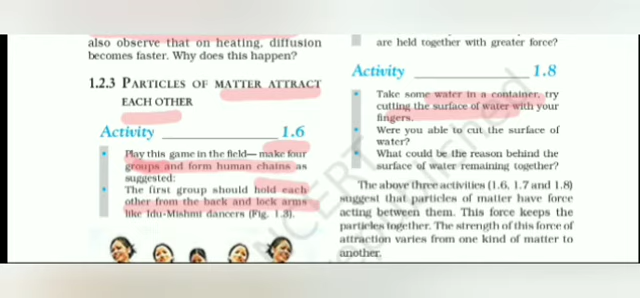 also observe that on heating, diffusion
becomes faster. Why does this happen?
1.2.3 PARTICLES OF MATTER ATTRACT
EACH OTHER
Activity 1.6
• Play this game in the field— make four
groups and form human chains as
suggested:
• The first group should hold each
other from the back and lock arms
like Idu-Mishmi dancers (Fig. 1.3).
are held together with greater force?
Activity 1.8
• Take some water in a container, try
cutting the surface of water with your
fingers.
• Were you able to cut the surface of
water?
• What could be the reason behind the
surface of water remaining together?
The above three activities (1.6, 1.7 and 1.8)
suggest that particles of matter have force
acting between them. This force keeps the
particles together. The strength of this force of
attraction varies from one kind of matter to
another.
NCERT